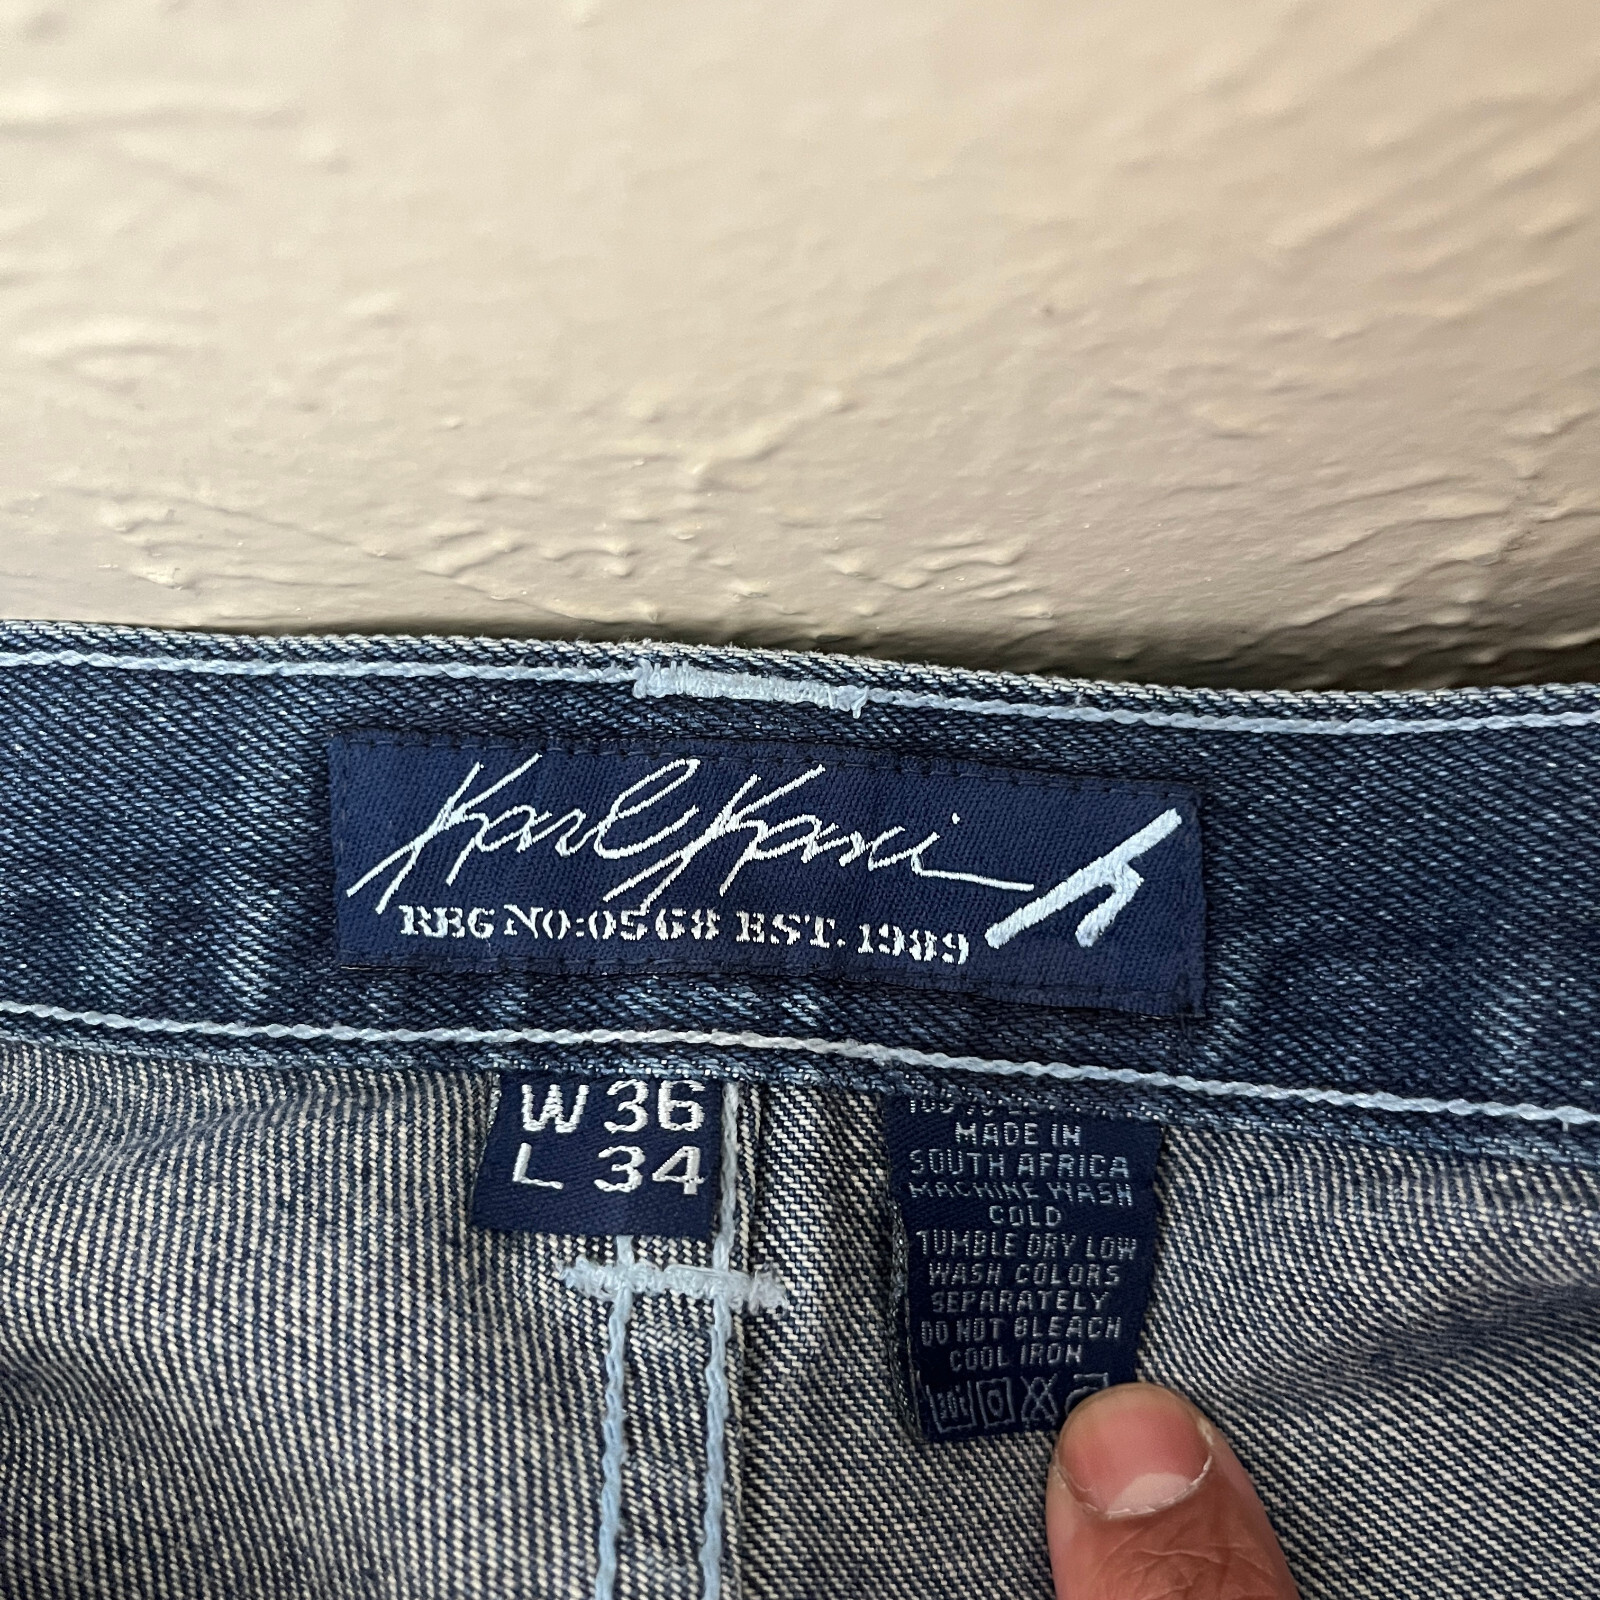 Karl Kani
REG NO:0568 EST. 1989
W 36
L 34
100%
MADE IN
SOUTH AFRICA
MACHINE WASH
COLD
TUMBLE DRY LOW
WASH COLORS
SEPARATELY
DO NOT BLEACH
COOL IRON